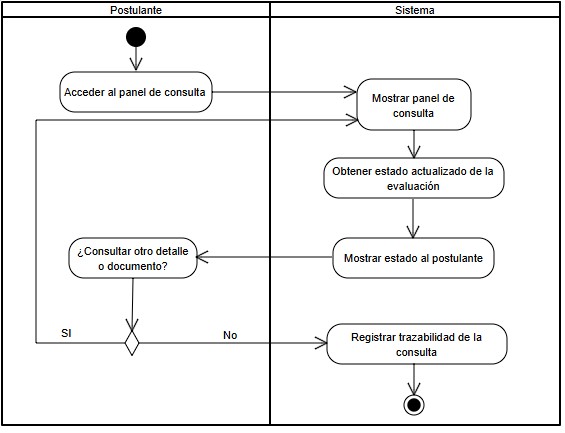 Postulante
Sistema
Acceder al panel de consulta
Mostrar panel de
consulta
Obtener estado actualizado de la
evaluación
¿Consultar otro detalle
o documento?
Mostrar estado al postulante
SI
No
Registrar trazabilidad de la
consulta